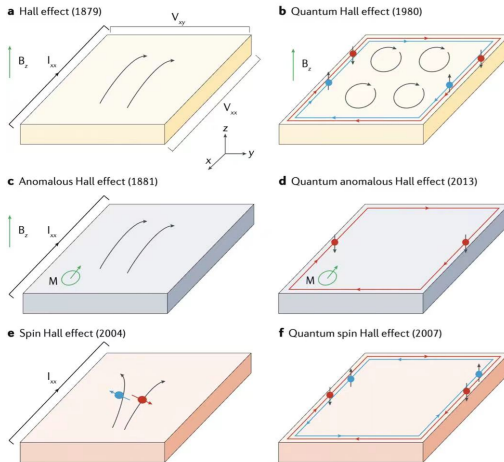 a Hall effect (1879)
V_xy
B_z
I_xx
V_xx
z
y
x
b Quantum Hall effect (1980)
B_z
c Anomalous Hall effect (1881)
B_z
I_xx
M
d Quantum anomalous Hall effect (2013)
M
e Spin Hall effect (2004)
I_xx
f Quantum spin Hall effect (2007)